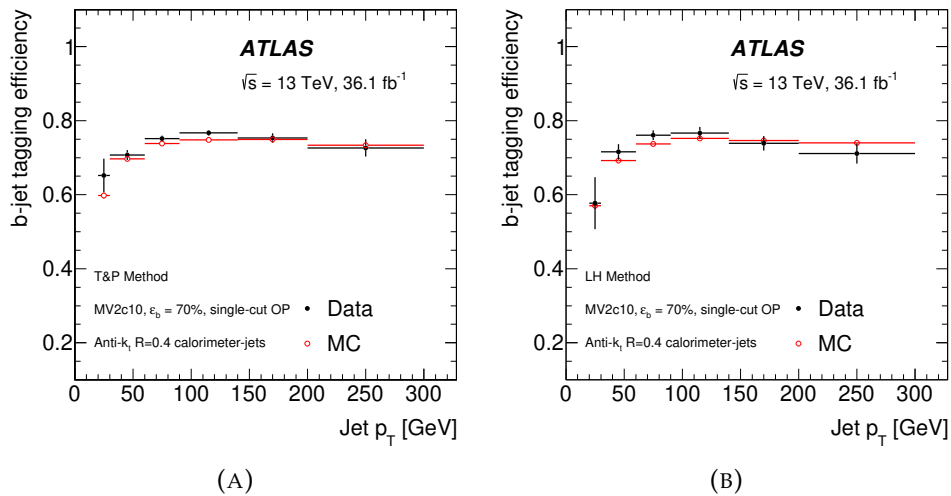 b-jet tagging efficiency
1
0.8
0.6
0.4
0.2
ATLAS
√s = 13 TeV, 36.1 fb⁻¹
T&P Method
MV2c10, ε_b = 70%, single-cut OP
Anti-k_t R=0.4 calorimeter-jets
Data
MC
0 50 100 150 200 250 300
Jet p_T [GeV]
(A)
b-jet tagging efficiency
1
0.8
0.6
0.4
0.2
ATLAS
√s = 13 TeV, 36.1 fb⁻¹
LH Method
MV2c10, ε_b = 70%, single-cut OP
Anti-k_t R=0.4 calorimeter-jets
Data
MC
0 50 100 150 200 250 300
Jet p_T [GeV]
(B)